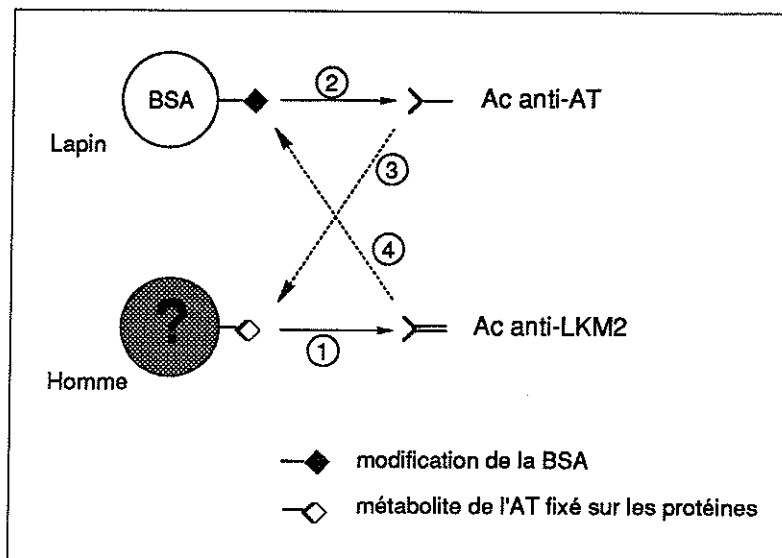 BSA
②
Ac anti-AT
Lapin
③
④
?
Ac anti-LKM2
①
Homme
modification de la BSA
métabolite de l'AT fixé sur les protéines